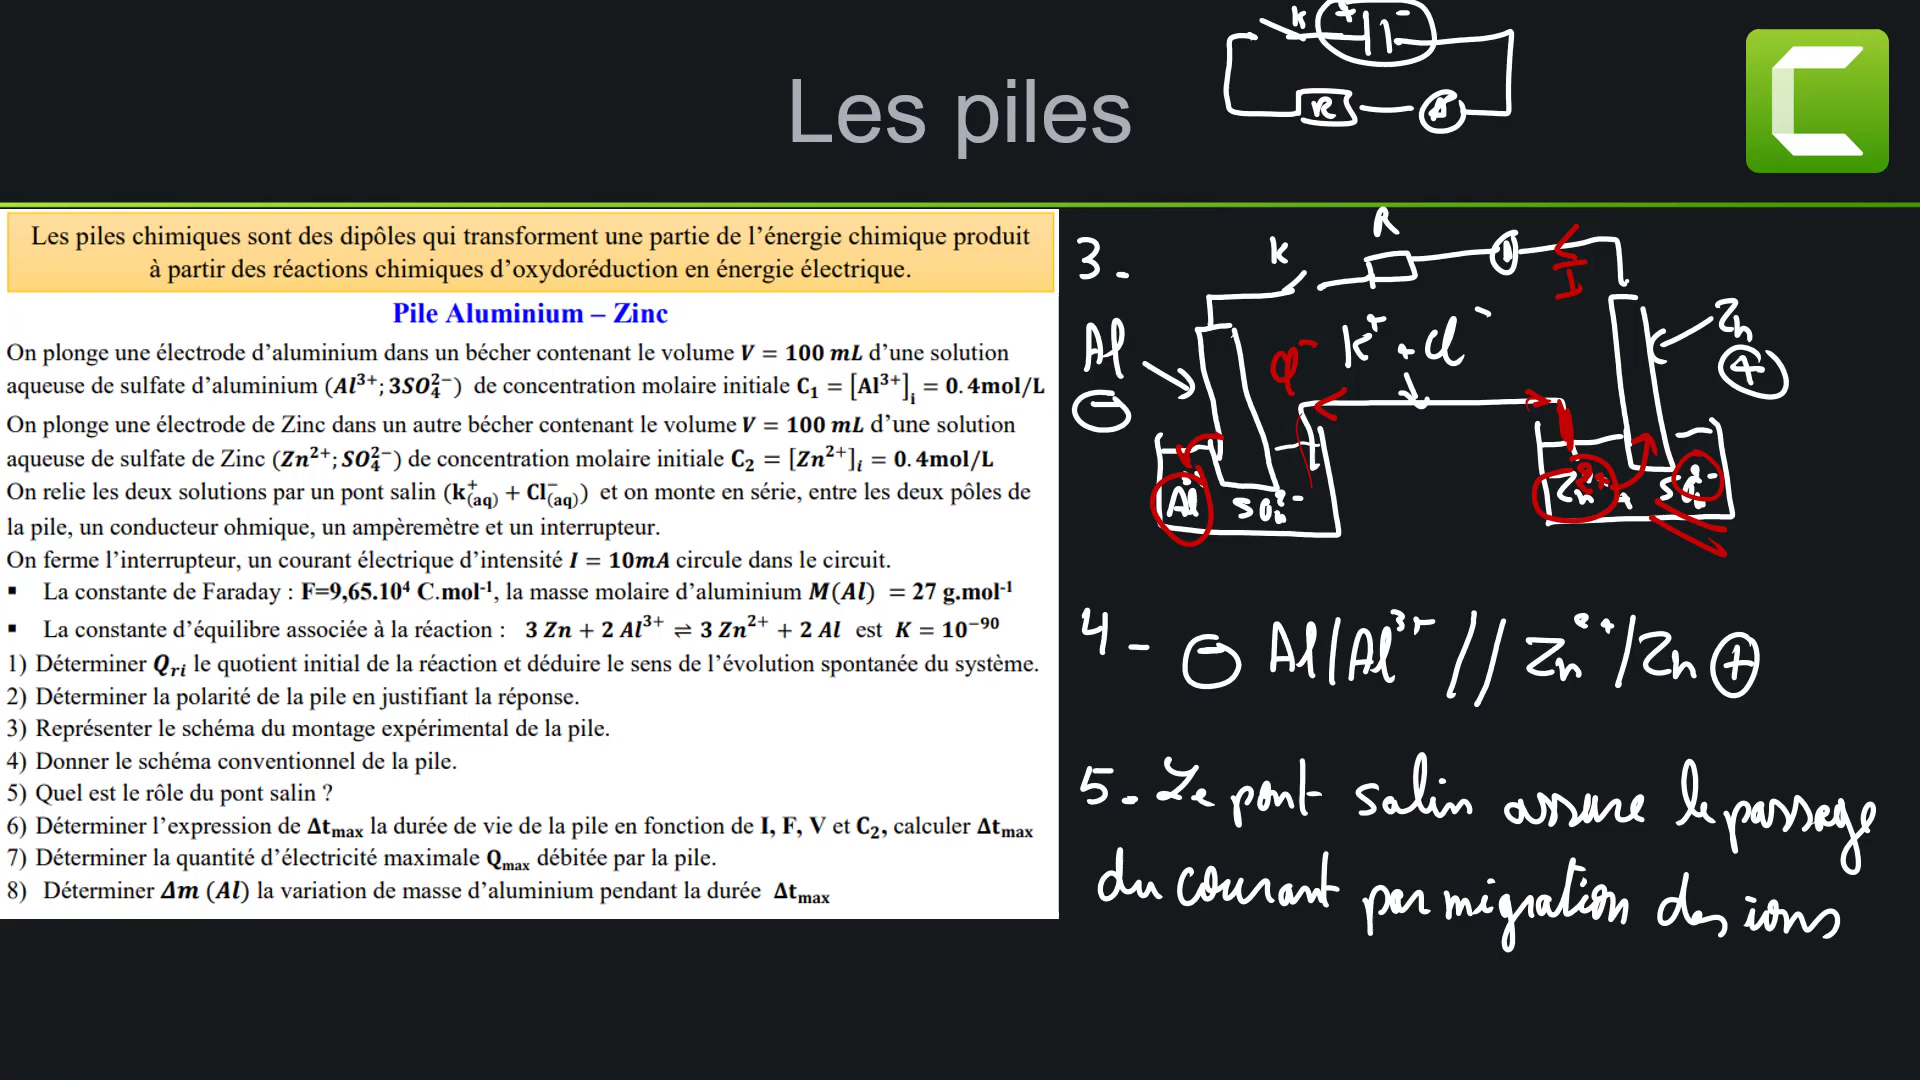 Les piles
K + -
R A
Les piles chimiques sont des dipôles qui transforment une partie de l'énergie chimique produit
à partir des réactions chimiques d'oxydoréduction en énergie électrique.
Pile Aluminium – Zinc
On plonge une électrode d'aluminium dans un bécher contenant le volume V = 100 mL d'une solution
aqueuse de sulfate d'aluminium (Al³⁺; 3SO₄²⁻) de concentration molaire initiale C₁ = [Al³⁺]ᵢ = 0.4mol/L
On plonge une électrode de Zinc dans un autre bécher contenant le volume V = 100 mL d'une solution
aqueuse de sulfate de Zinc (Zn²⁺; SO₄²⁻) de concentration molaire initiale C₂ = [Zn²⁺]ᵢ = 0.4mol/L
On relie les deux solutions par un pont salin (k⁺(aq) + Cl⁻(aq)) et on monte en série, entre les deux pôles de
la pile, un conducteur ohmique, un ampèremètre et un interrupteur.
On ferme l'interrupteur, un courant électrique d'intensité I = 10mA circule dans le circuit.
▪ La constante de Faraday : F=9,65.10⁴ C.mol⁻¹, la masse molaire d'aluminium M(Al) = 27 g.mol⁻¹
▪ La constante d'équilibre associée à la réaction : 3 Zn + 2 Al³⁺ ⇌ 3 Zn²⁺ + 2 Al est K = 10⁻⁹⁰
1) Déterminer Qri le quotient initial de la réaction et déduire le sens de l'évolution spontanée du système.
2) Déterminer la polarité de la pile en justifiant la réponse.
3) Représenter le schéma du montage expérimental de la pile.
4) Donner le schéma conventionnel de la pile.
5) Quel est le rôle du pont salin ?
6) Déterminer l'expression de Δtmax la durée de vie de la pile en fonction de I, F, V et C₂, calculer Δtmax
7) Déterminer la quantité d'électricité maximale Qmax débitée par la pile.
8) Déterminer Δm (Al) la variation de masse d'aluminium pendant la durée Δtmax
3-
K R I
Al K⁺ + Cl⁻ Zn
- +
Al SO₄²⁻ Zn²⁺
4- ⊖ Al/Al³⁺ // Zn²⁺/Zn ⊕
5- Le pont salin assure le passage
du courant par migration des ions